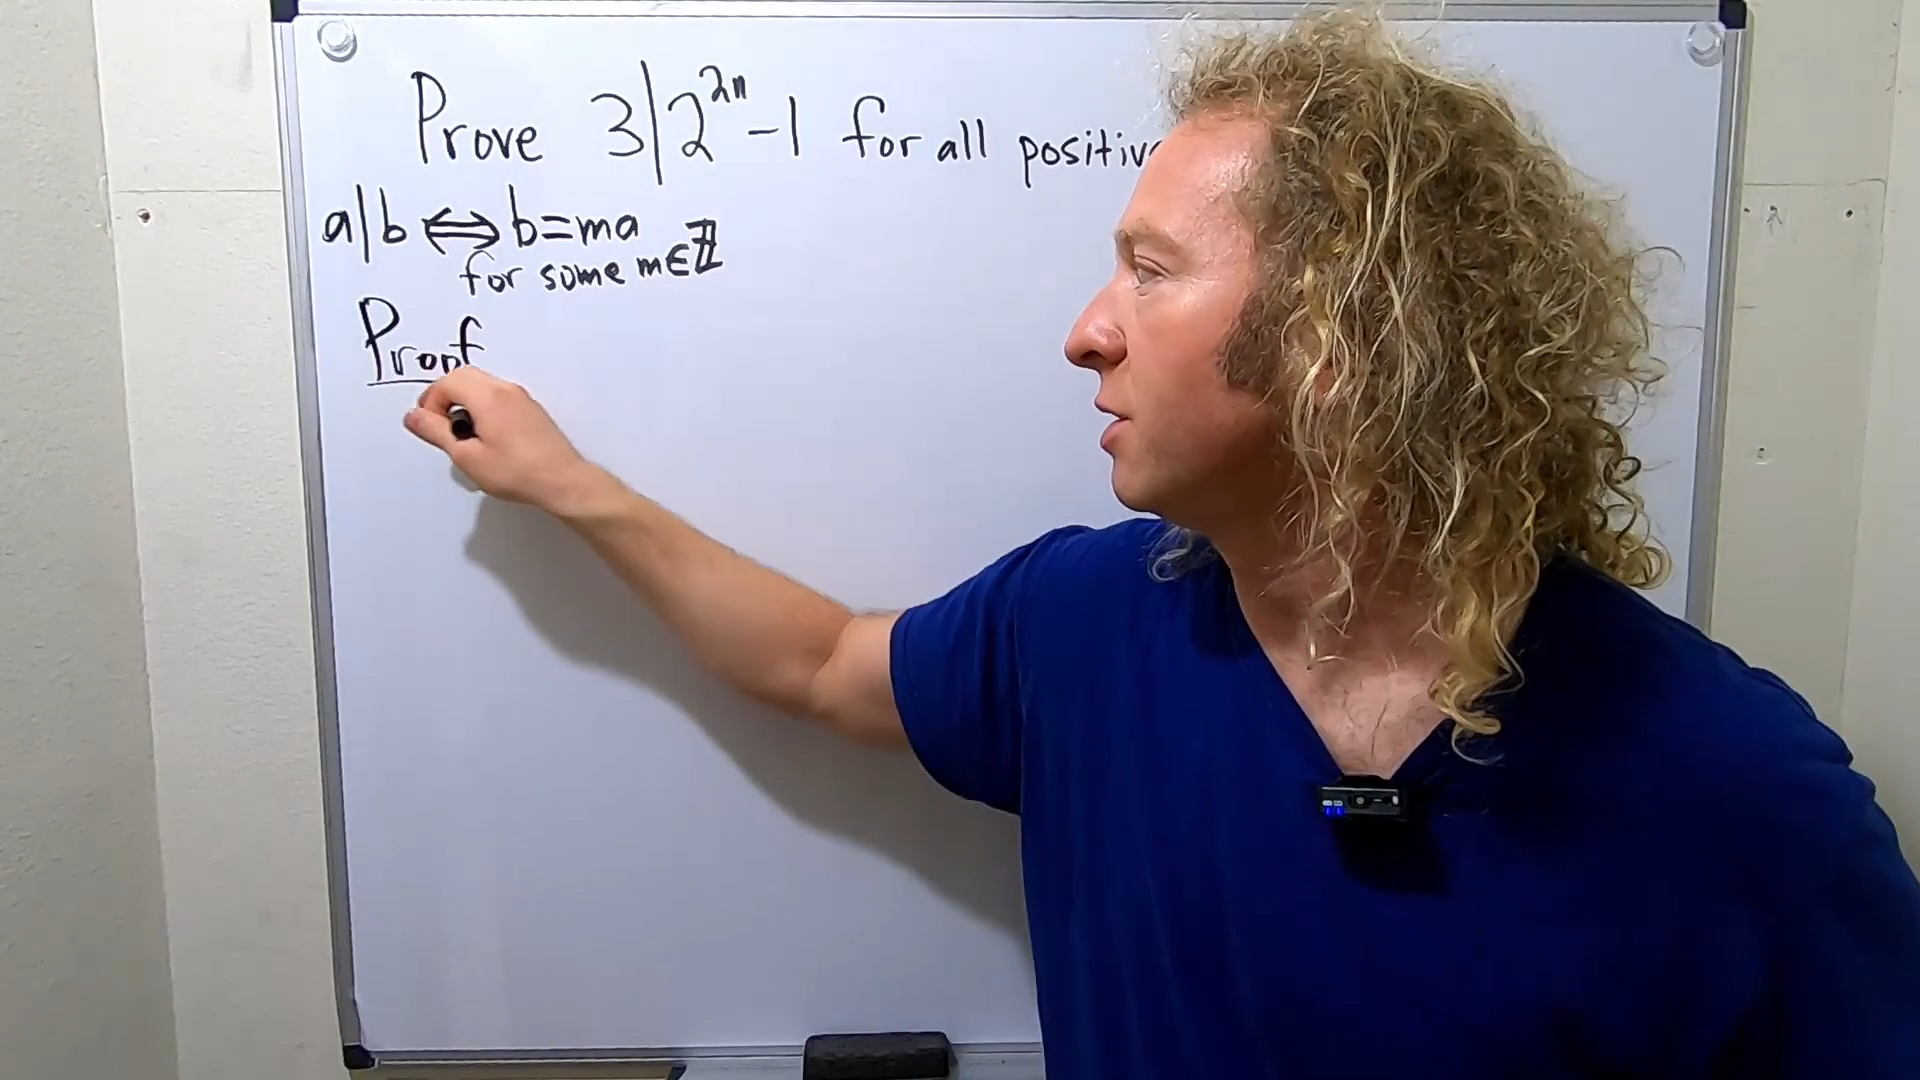 Prove 3|2^{2n}-1 for all positiv
a|b ⟺ b=ma
for some m∈ℤ
Proof